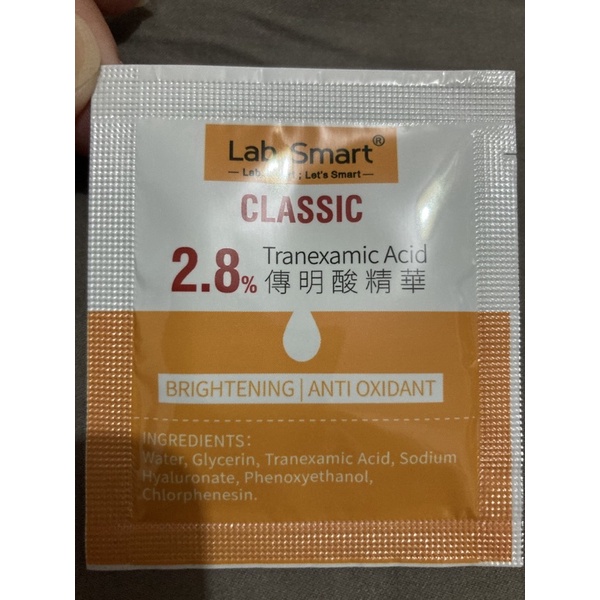 Lab Smart®
Let's Smart
CLASSIC
2.8% Tranexamic Acid
傳明酸精華
BRIGHTENING | ANTI OXIDANT
INGREDIENTS:
Water, Glycerin, Tranexamic Acid, Sodium
Hyaluronate, Phenoxyethanol,
Chlorphenesin.